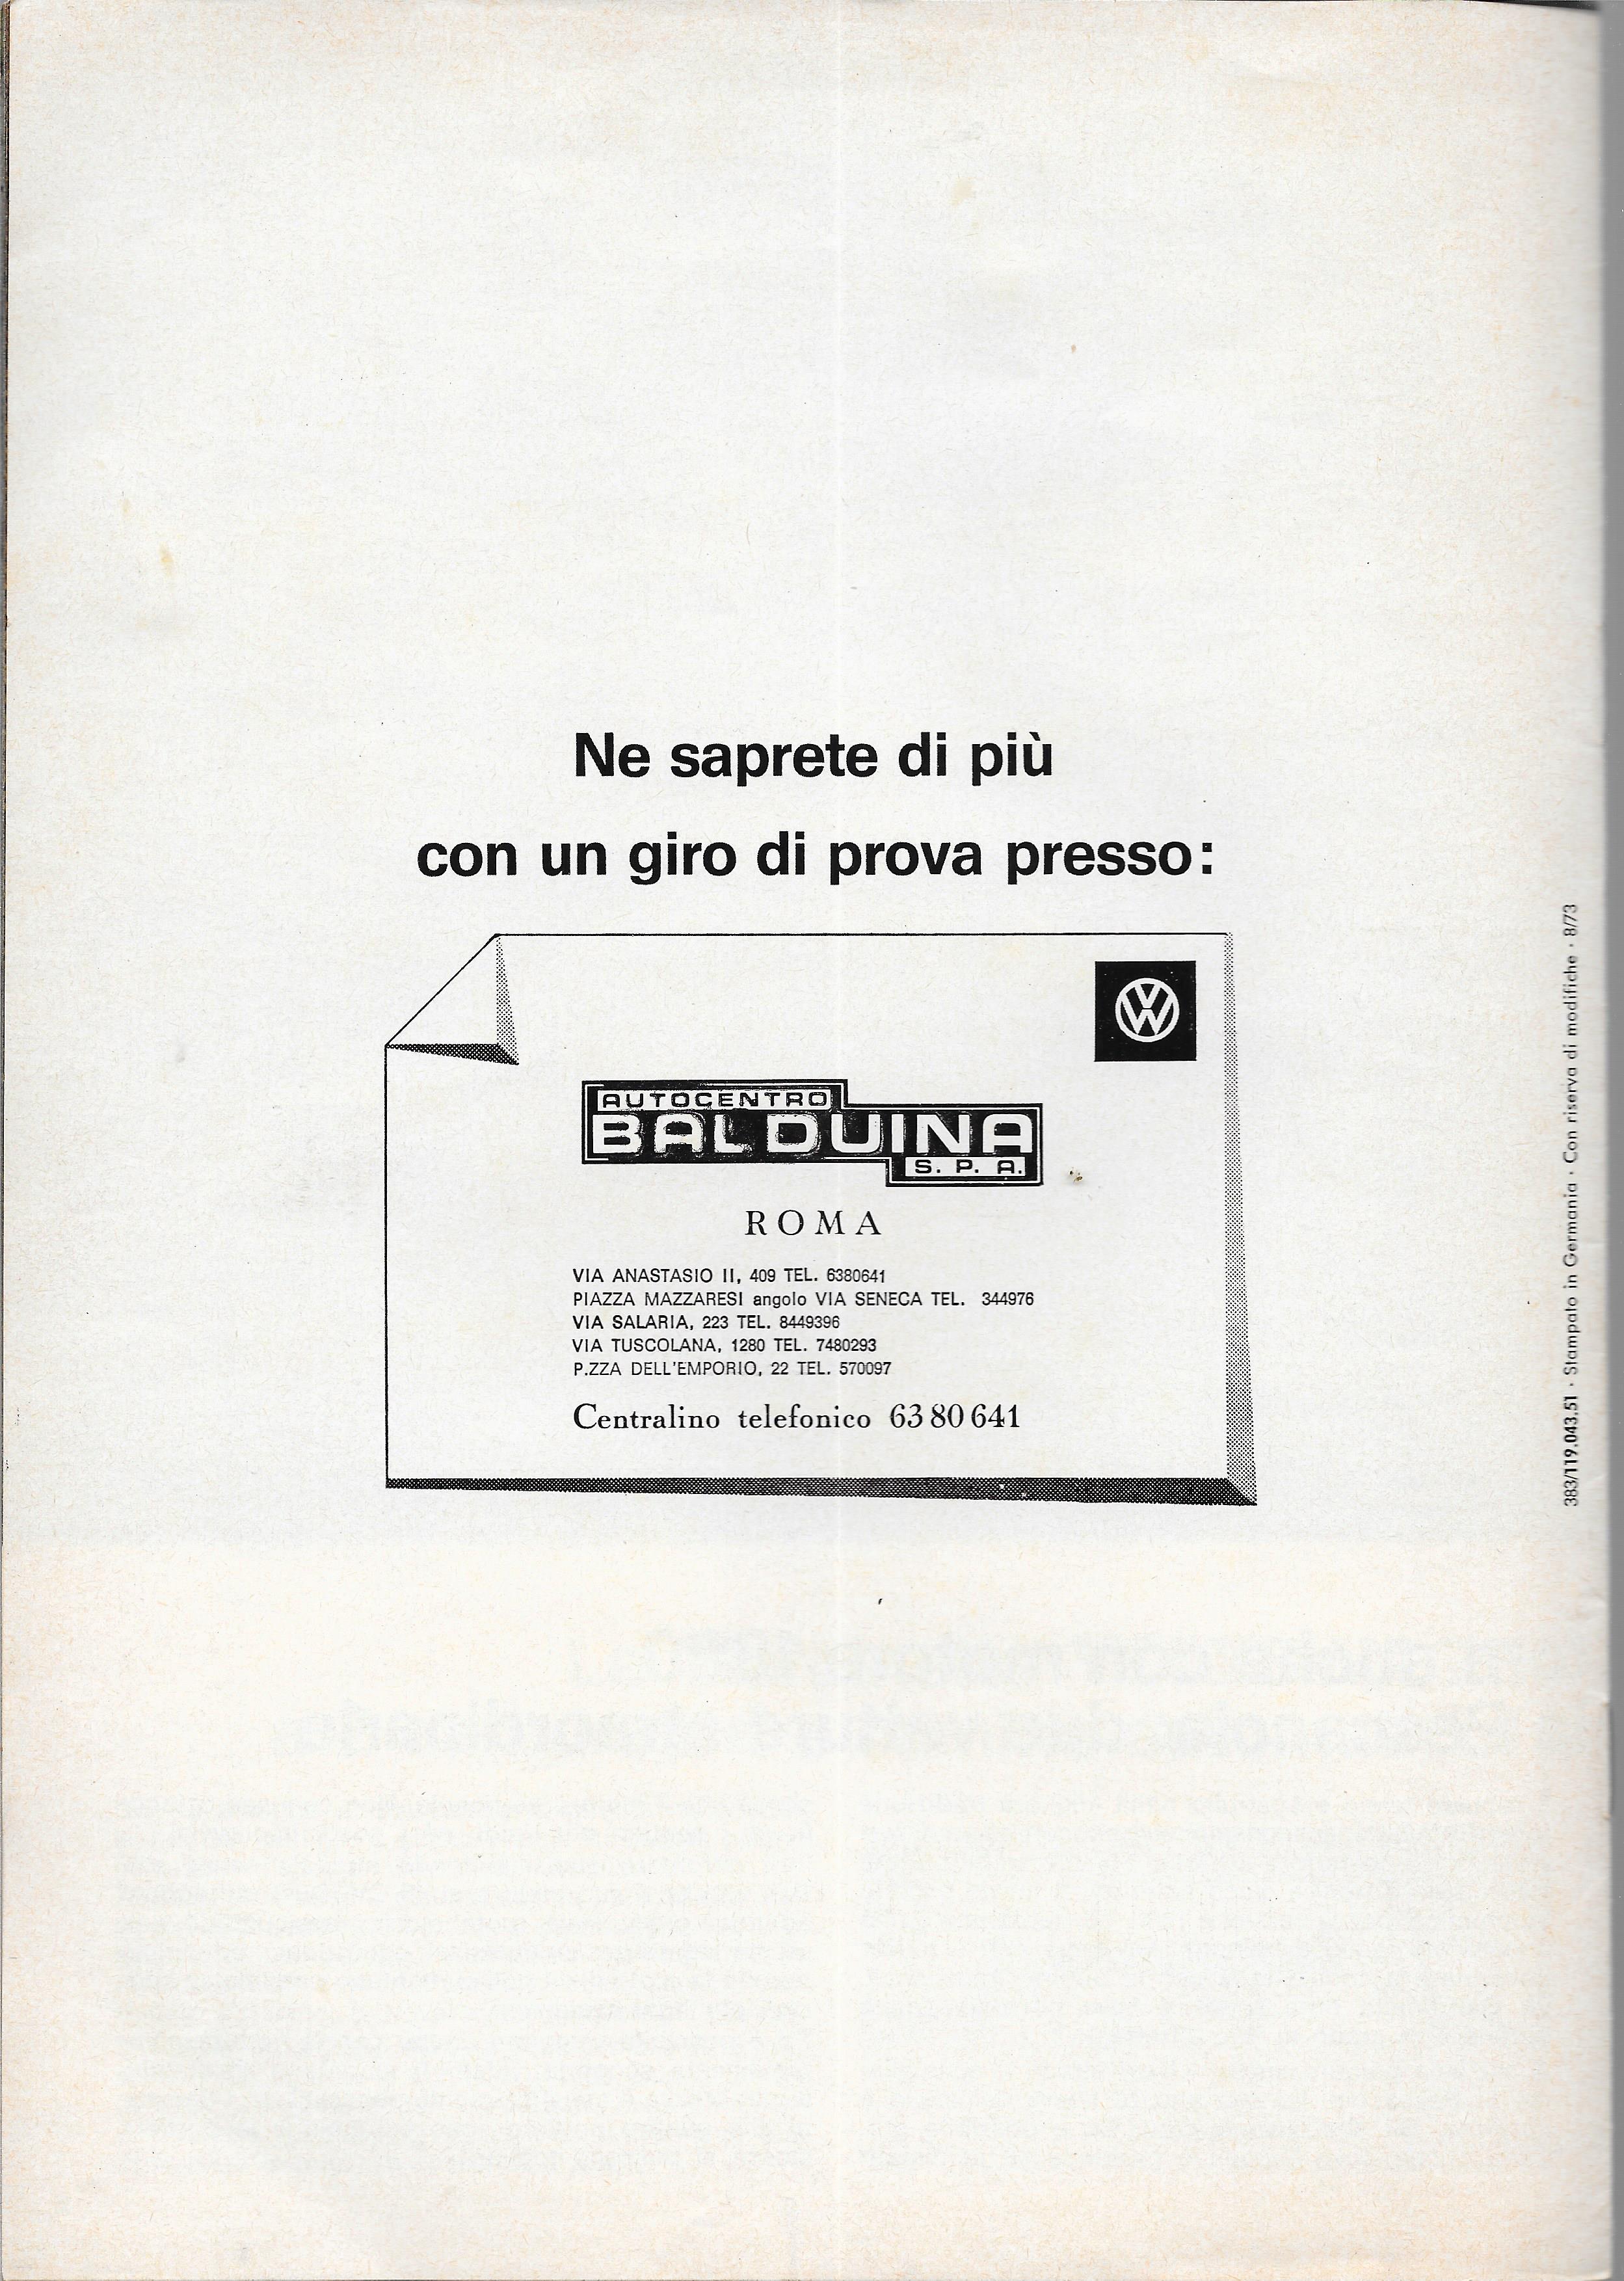 Ne saprete di più
con un giro di prova presso:
AUTOCENTRO
BALDUINA
S. P. A.
ROMA
VIA ANASTASIO II, 409 TEL. 6380641
PIAZZA MAZZARESI angolo VIA SENECA TEL. 344976
VIA SALARIA, 223 TEL. 8449396
VIA TUSCOLANA, 1280 TEL. 7480293
P.ZZA DELL'EMPORIO, 22 TEL. 570097
Centralino telefonico 63 80 641
383/119.043.51 · Stampato in Germania · Con riserva di modifiche · 8/73